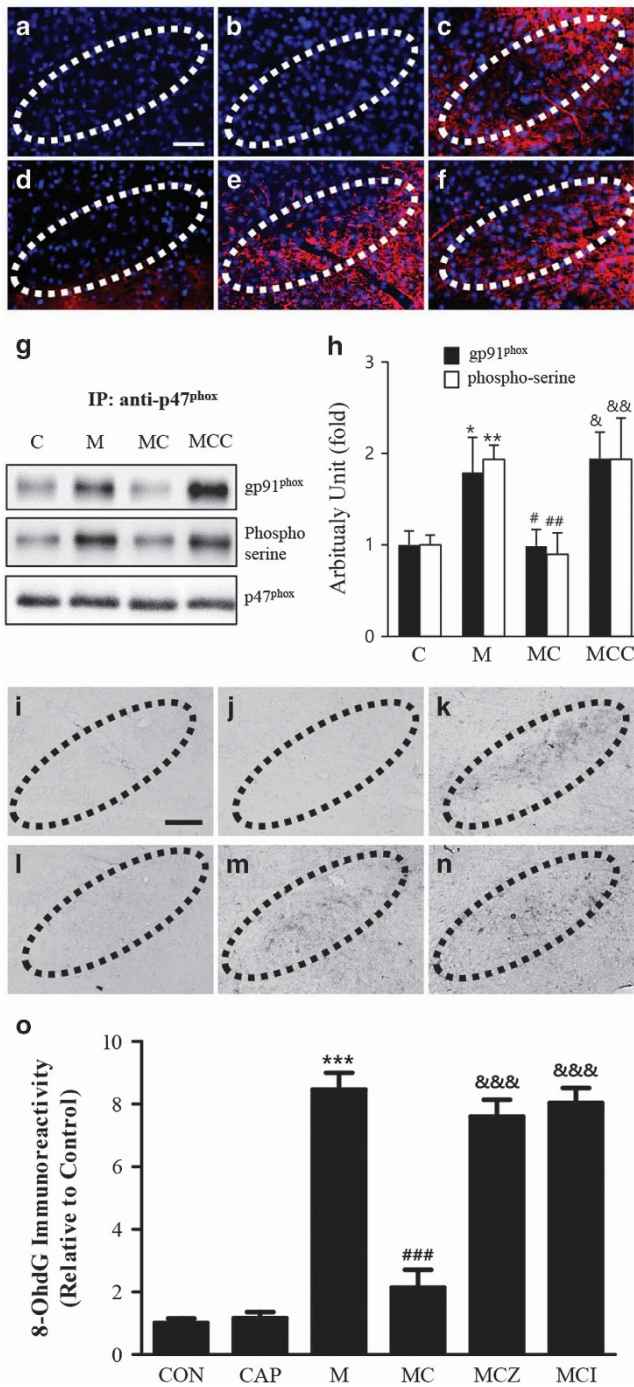 a
b
c
d
e
f
g
IP: anti-p47phox
C M MC MCC
gp91phox
Phospho
serine
p47phox
h
gp91phox
phospho-serine
Arbitualy Unit (fold)
3
2
1
0
* ** # ## & &&
C M MC MCC
i
j
k
l
m
n
o
8-OhdG Immunoreactivity
(Relative to Control)
10
8
6
4
2
0
*** ### &&& &&&
CON CAP M MC MCZ MCI